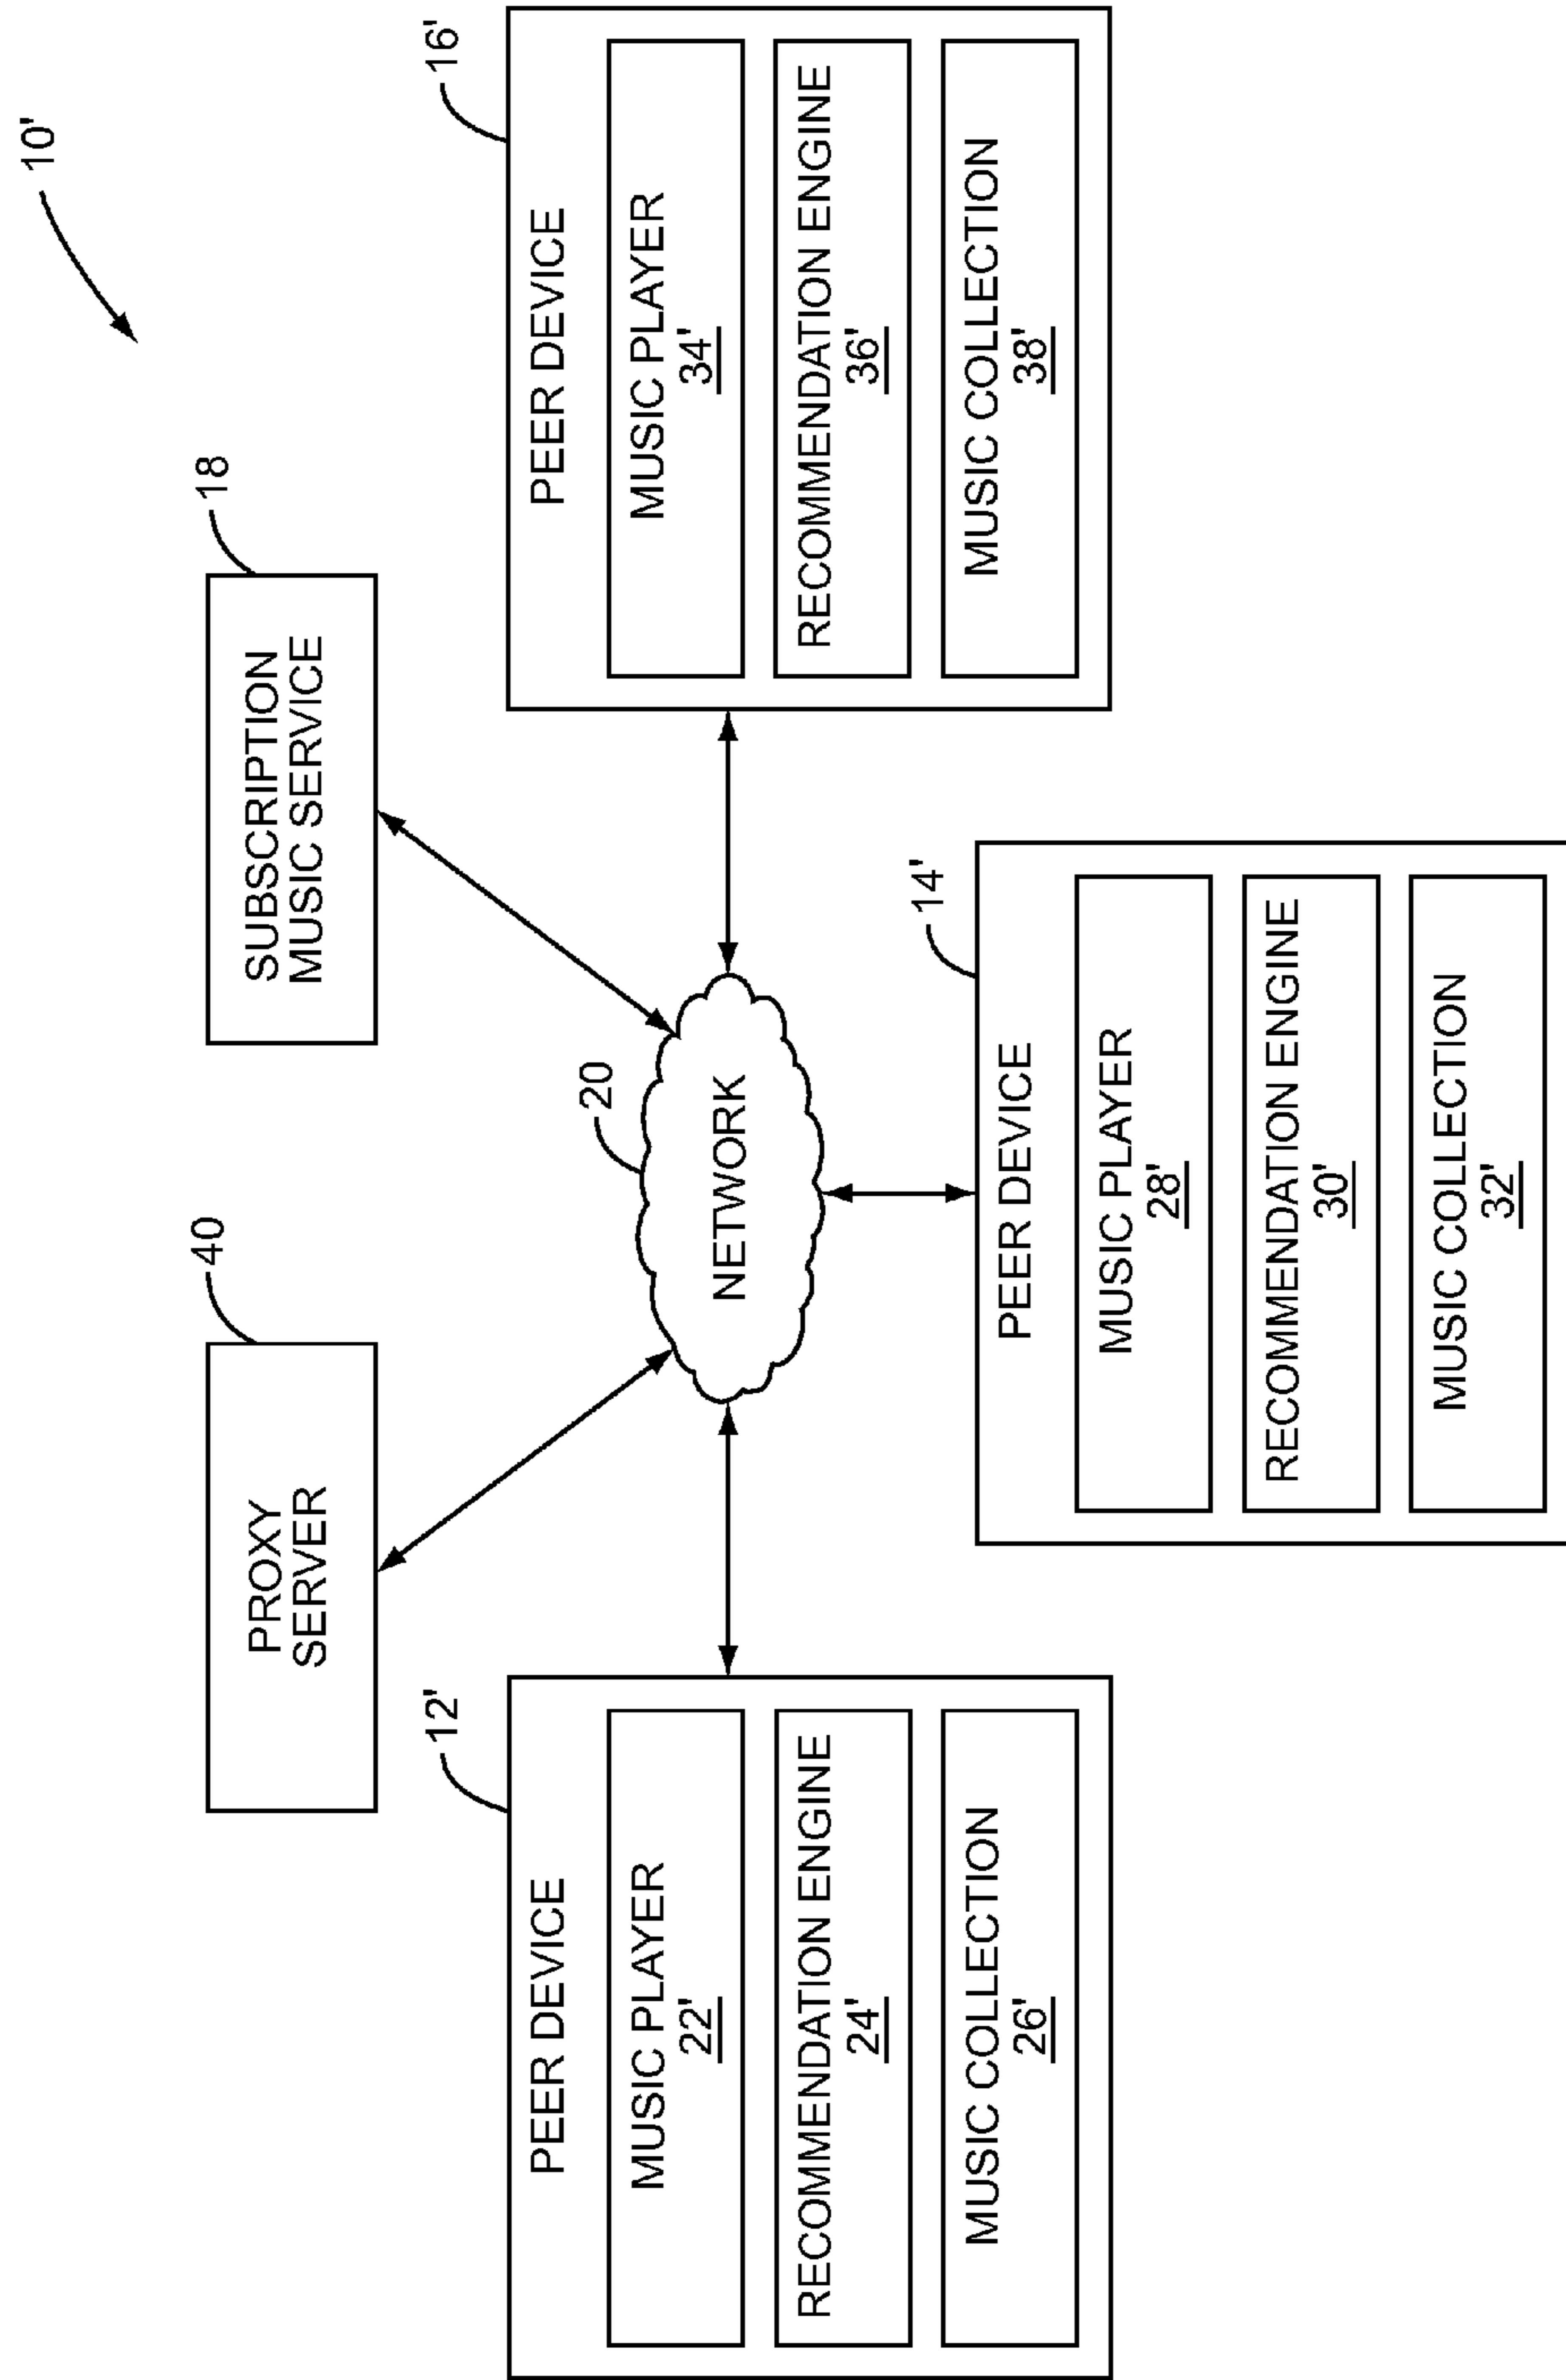 10'
PROXY
SERVER
40
SUBSCRIPTION
MUSIC SERVICE
18
NETWORK
20
12'
PEER DEVICE
MUSIC PLAYER
22'
RECOMMENDATION ENGINE
24'
MUSIC COLLECTION
26'
14'
PEER DEVICE
MUSIC PLAYER
28'
RECOMMENDATION ENGINE
30'
MUSIC COLLECTION
32'
16'
PEER DEVICE
MUSIC PLAYER
34'
RECOMMENDATION ENGINE
36'
MUSIC COLLECTION
38'